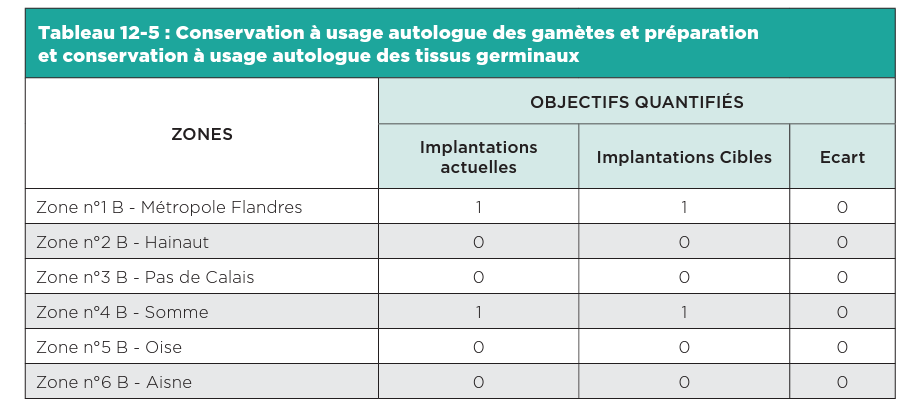 Tableau 12-5 : Conservation à usage autologue des gamètes et préparation
et conservation à usage autologue des tissus germinaux
ZONES
OBJECTIFS QUANTIFIÉS
Implantations
actuelles
Implantations Cibles
Ecart
Zone n°1 B - Métropole Flandres 1 1 0
Zone n°2 B - Hainaut 0 0 0
Zone n°3 B - Pas de Calais 0 0 0
Zone n°4 B - Somme 1 1 0
Zone n°5 B - Oise 0 0 0
Zone n°6 B - Aisne 0 0 0